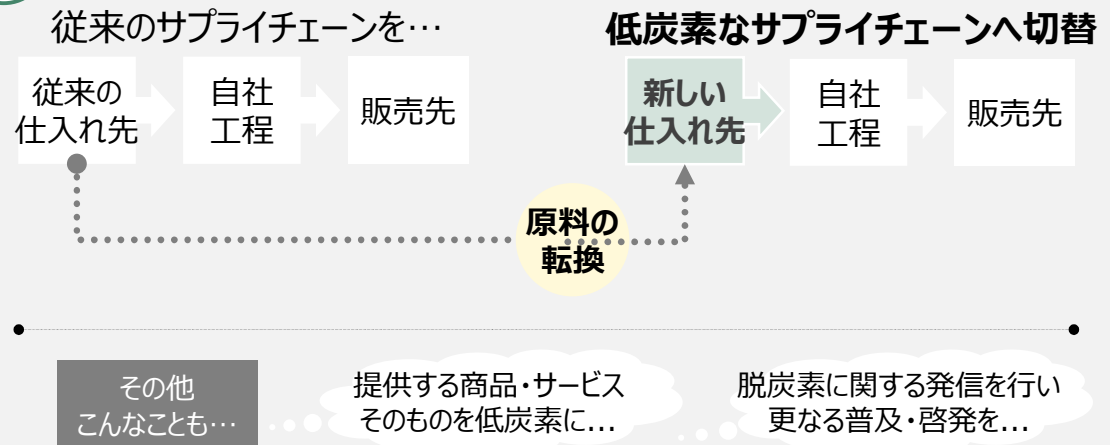 従来のサプライチェーンを…
低炭素なサプライチェーンへ切替
従来の
仕入れ先
自社
工程
販売先
新しい
仕入れ先
自社
工程
販売先
原料の
転換
その他
こんなことも…
提供する商品・サービス
そのものを低炭素に…
脱炭素に関する発信を行い
更なる普及・啓発を…